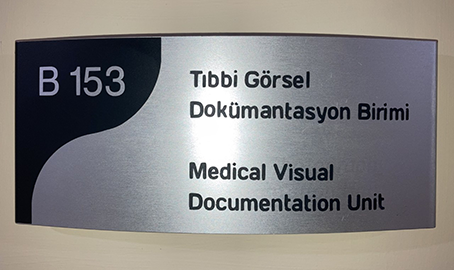 B 153
Tıbbi Görsel
Dokümantasyon Birimi
Medical Visual
Documentation Unit